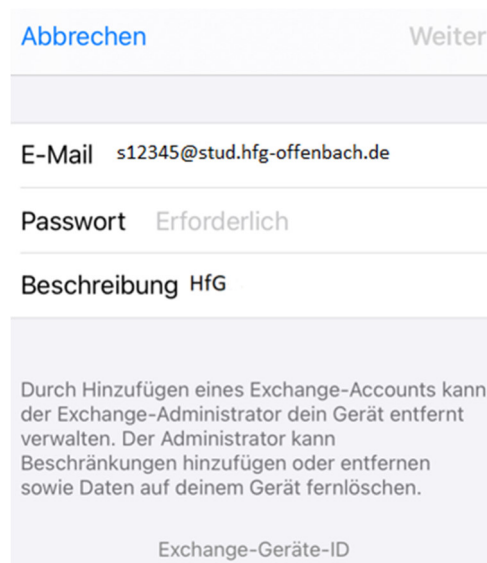 Abbrechen Weiter
E-Mail s12345@stud.hfg-offenbach.de
Passwort Erforderlich
Beschreibung HfG
Durch Hinzufügen eines Exchange-Accounts kann
der Exchange-Administrator dein Gerät entfernt
verwalten. Der Administrator kann
Beschränkungen hinzufügen oder entfernen
sowie Daten auf deinem Gerät fernlöschen.
Exchange-Geräte-ID